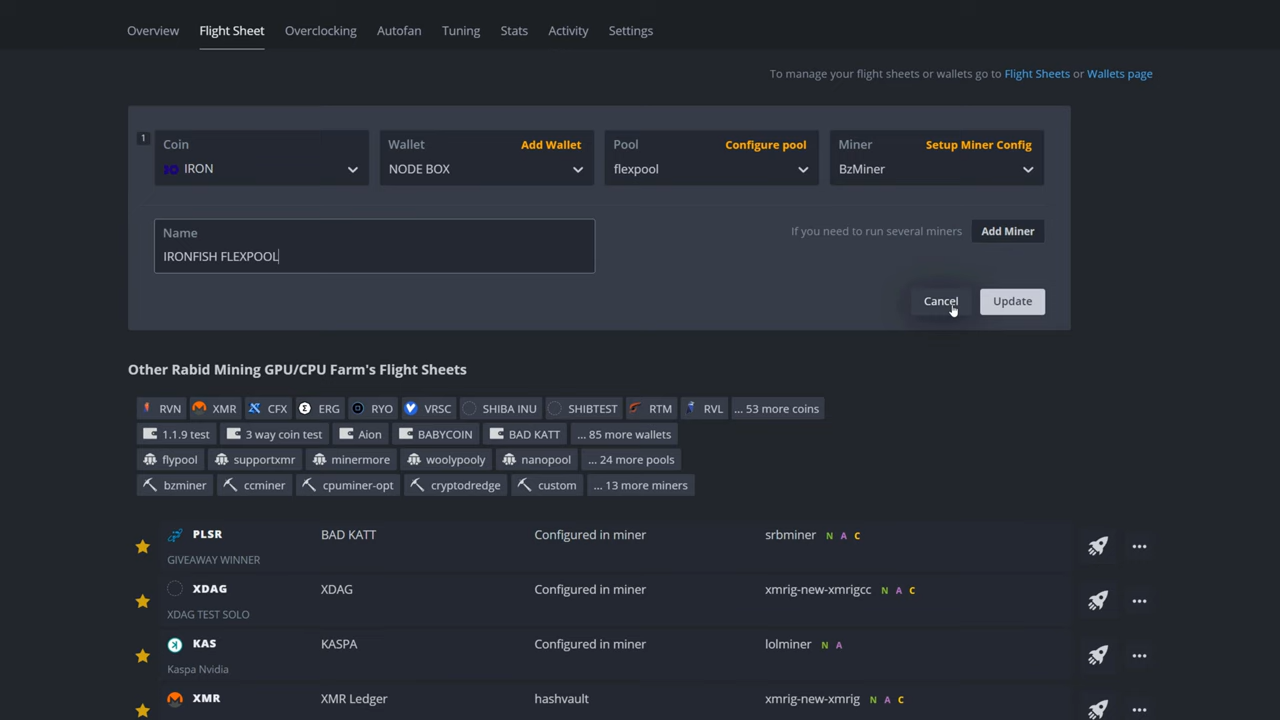 Overview Flight Sheet Overclocking Autofan Tuning Stats Activity Settings
To manage your flight sheets or wallets go to Flight Sheets or Wallets page
1
Coin Wallet Add Wallet Pool Configure pool Miner Setup Miner Config
IRON NODE BOX flexpool BzMiner
Name
IRONFISH FLEXPOOL
If you need to run several miners Add Miner
Cancel Update
Other Rabid Mining GPU/CPU Farm's Flight Sheets
RVN XMR CFX ERG RYO VRSC SHIBA INU SHIBTEST RTM RVL ... 53 more coins
1.1.9 test 3 way coin test Aion BABYCOIN BAD KATT ... 85 more wallets
flypool supportxmr minermore woolypooly nanopool ... 24 more pools
bzminer ccminer cpuminer-opt cryptodredge custom ... 13 more miners
PLSR BAD KATT Configured in miner srbminer N A C
GIVEAWAY WINNER
XDAG XDAG Configured in miner xmrig-new-xmrigcc N A C
XDAG TEST SOLO
KAS KASPA Configured in miner lolminer N A
Kaspa Nvidia
XMR XMR Ledger hashvault xmrig-new-xmrig N A C